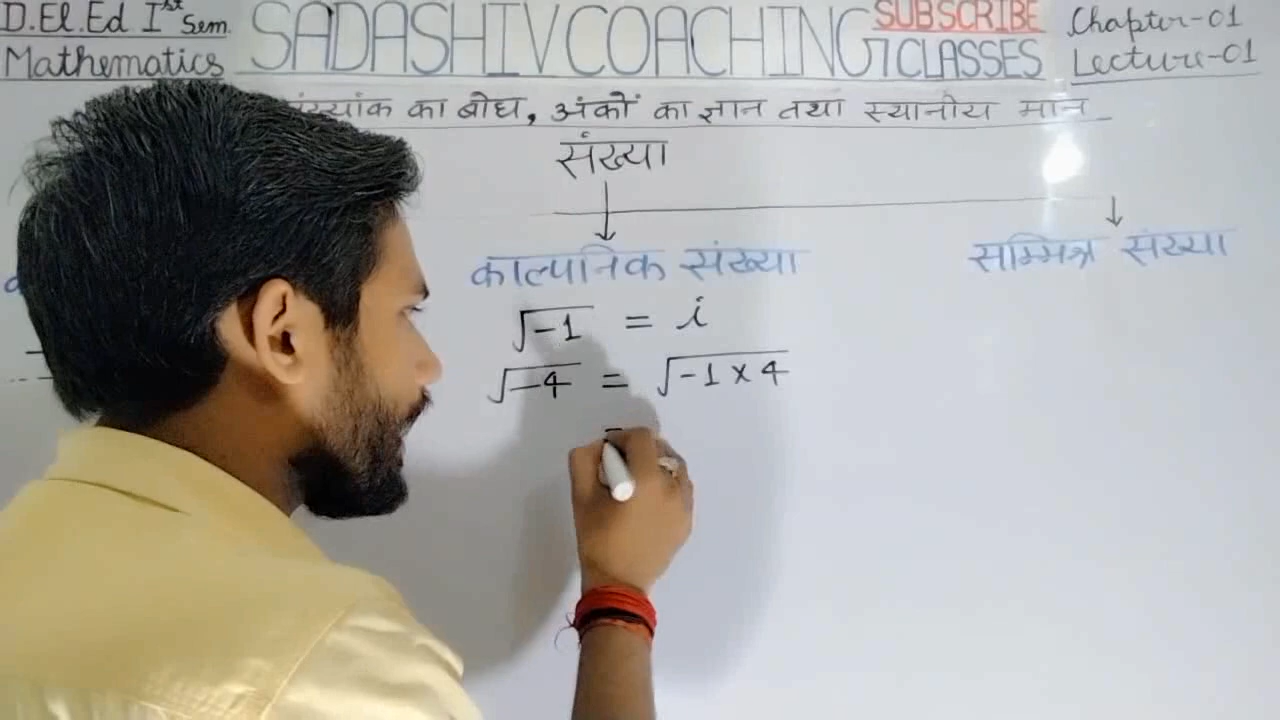 D.El.Ed Ist Sem.
Mathematics
SADASHIV COACHING CLASSES
SUBSCRIBE
Chapter-01
Lecture-01
का बोध, अंकों का ज्ञान तथा स्थानीय मान
संख्या
काल्पनिक संख्या
सम्मिश्र संख्या
√-1 = i
√-4 = √-1×4
=